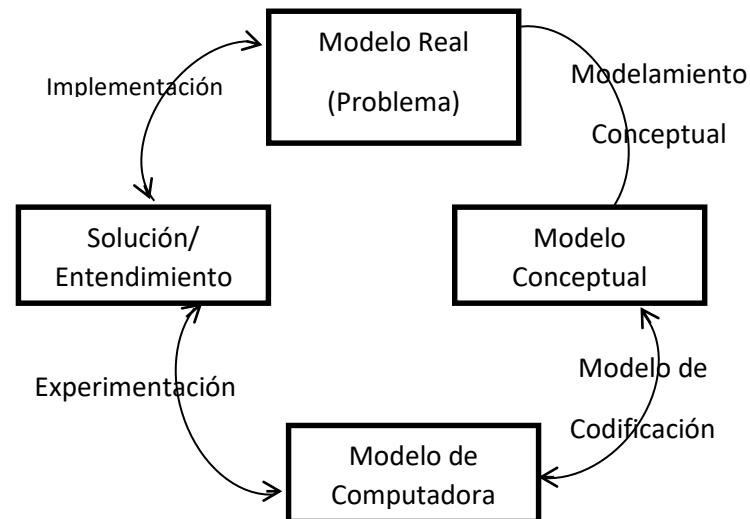 Modelo Real
(Problema)
Implementación
Modelamiento
Conceptual
Solución/
Entendimiento
Modelo
Conceptual
Experimentación
Modelo de
Codificación
Modelo de
Computadora